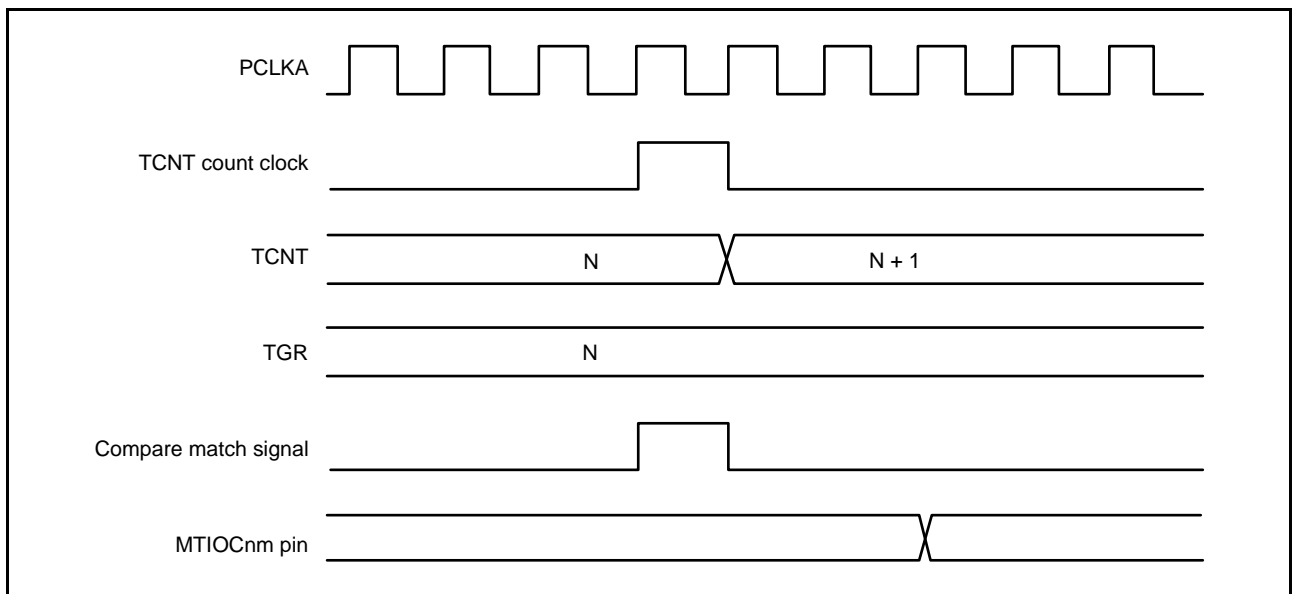 PCLKA
TCNT count clock
TCNT
N
N + 1
TGR
N
Compare match signal
MTIOCnm pin